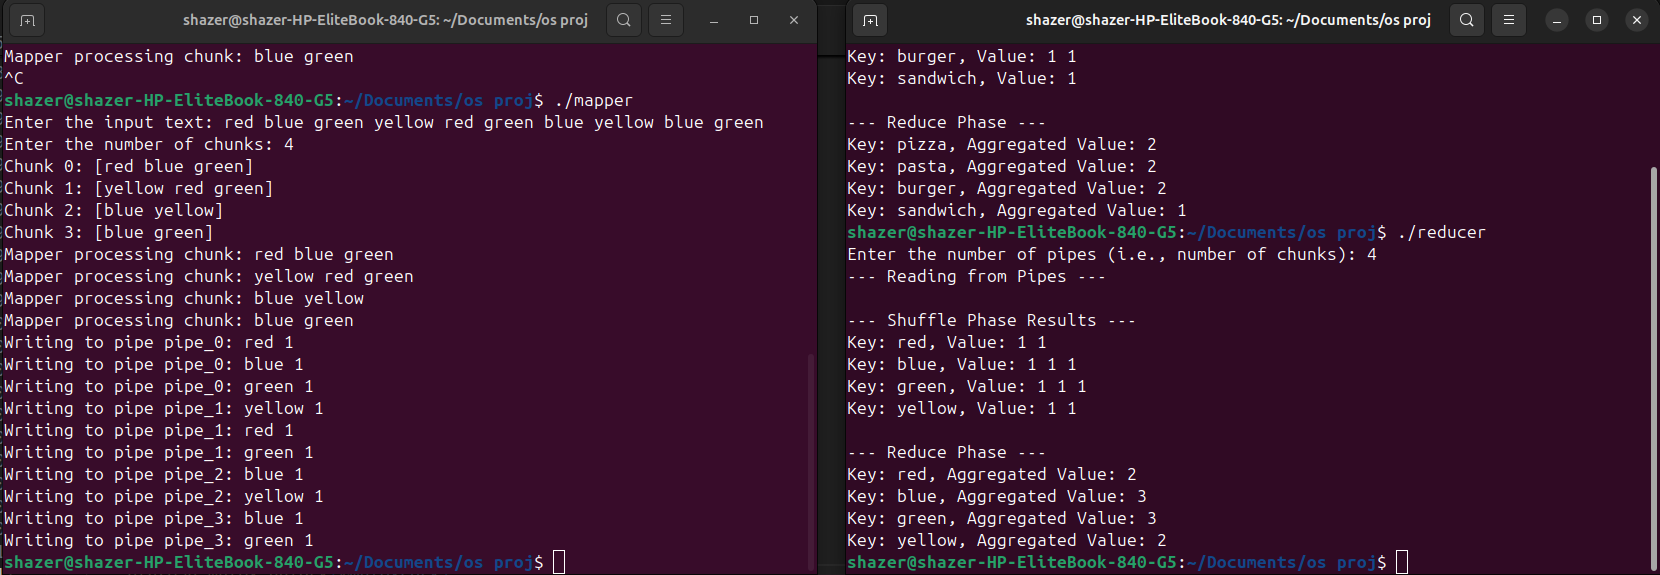 shazer@shazer-HP-EliteBook-840-G5: ~/Documents/os proj
Mapper processing chunk: blue green
^C
shazer@shazer-HP-EliteBook-840-G5:~/Documents/os proj$ ./mapper
Enter the input text: red blue green yellow red green blue yellow blue green
Enter the number of chunks: 4
Chunk 0: [red blue green]
Chunk 1: [yellow red green]
Chunk 2: [blue yellow]
Chunk 3: [blue green]
Mapper processing chunk: red blue green
Mapper processing chunk: yellow red green
Mapper processing chunk: blue yellow
Mapper processing chunk: blue green
Writing to pipe pipe_0: red 1
Writing to pipe pipe_0: blue 1
Writing to pipe pipe_0: green 1
Writing to pipe pipe_1: yellow 1
Writing to pipe pipe_1: red 1
Writing to pipe pipe_1: green 1
Writing to pipe pipe_2: blue 1
Writing to pipe pipe_2: yellow 1
Writing to pipe pipe_3: blue 1
Writing to pipe pipe_3: green 1
shazer@shazer-HP-EliteBook-840-G5:~/Documents/os proj$
shazer@shazer-HP-EliteBook-840-G5: ~/Documents/os proj
Key: burger, Value: 1 1
Key: sandwich, Value: 1
--- Reduce Phase ---
Key: pizza, Aggregated Value: 2
Key: pasta, Aggregated Value: 2
Key: burger, Aggregated Value: 2
Key: sandwich, Aggregated Value: 1
shazer@shazer-HP-EliteBook-840-G5:~/Documents/os proj$ ./reducer
Enter the number of pipes (i.e., number of chunks): 4
--- Reading from Pipes ---
--- Shuffle Phase Results ---
Key: red, Value: 1 1
Key: blue, Value: 1 1 1
Key: green, Value: 1 1 1
Key: yellow, Value: 1 1
--- Reduce Phase ---
Key: red, Aggregated Value: 2
Key: blue, Aggregated Value: 3
Key: green, Aggregated Value: 3
Key: yellow, Aggregated Value: 2
shazer@shazer-HP-EliteBook-840-G5:~/Documents/os proj$